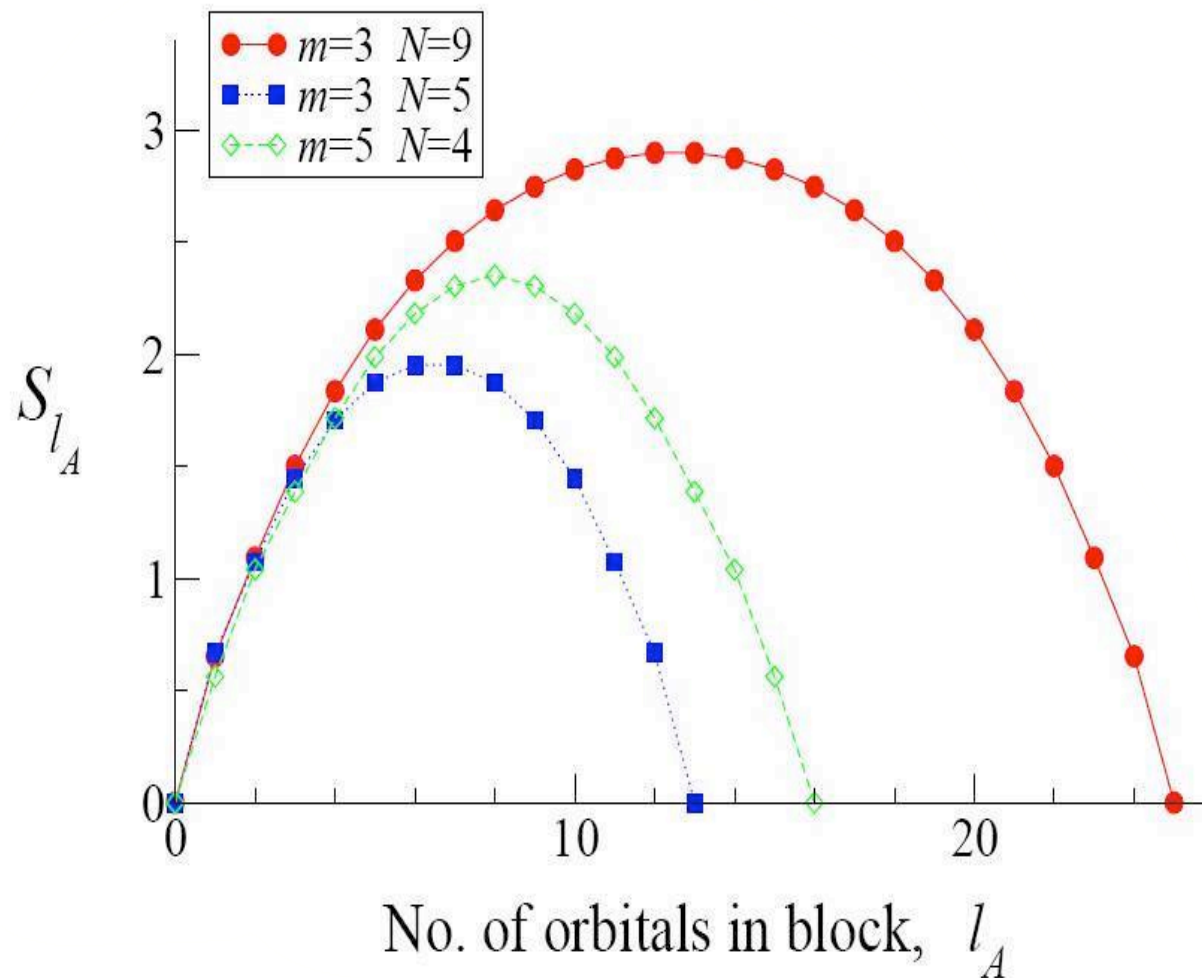 m=3 N=9
m=3 N=5
m=5 N=4
3
2
1
0
S_{l_A}
0 10 20
No. of orbitals in block, l_A